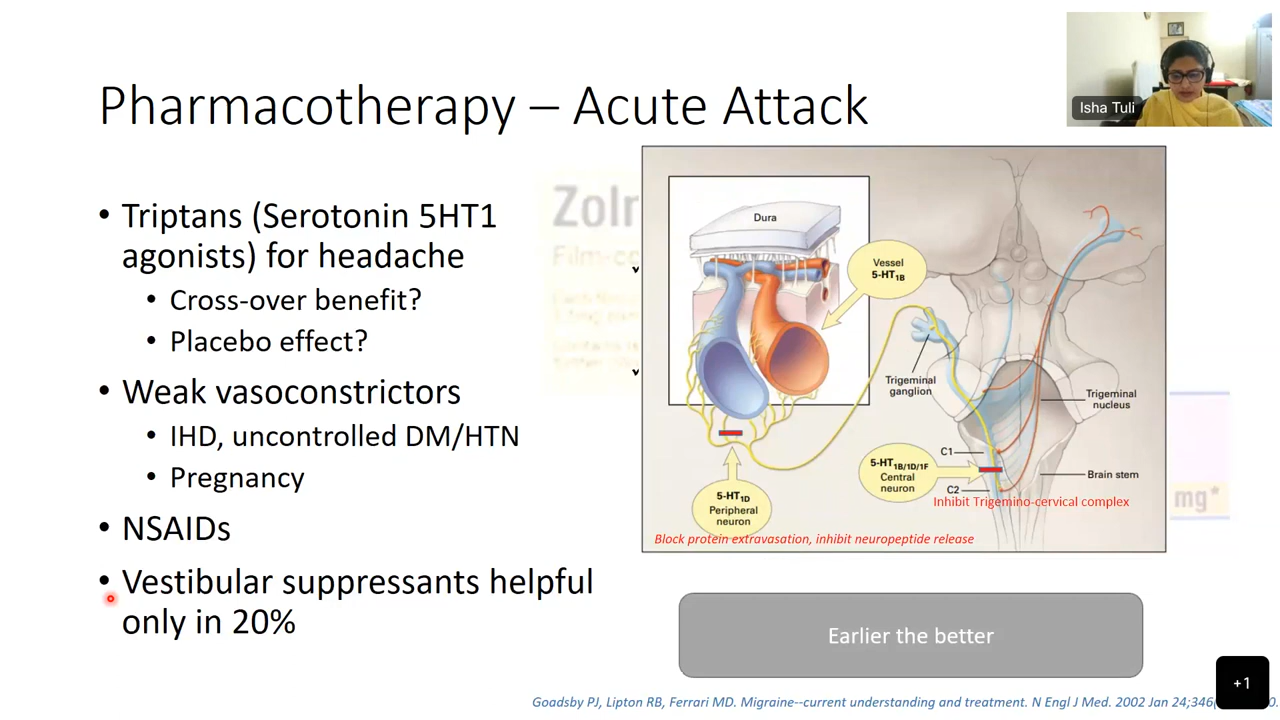 Pharmacotherapy – Acute Attack
Isha Tuli
• Triptans (Serotonin 5HT1
agonists) for headache
• Cross-over benefit?
• Placebo effect?
• Weak vasoconstrictors
• IHD, uncontrolled DM/HTN
• Pregnancy
• NSAIDs
• Vestibular suppressants helpful
only in 20%
Dura
Vessel
5-HT1B
Trigeminal
ganglion
Trigeminal
nucleus
C1
5-HT1B/1D/1F
Central
neuron
Brain stem
C2
Inhibit Trigemino-cervical complex
5-HT1D
Peripheral
neuron
Block protein extravasation, inhibit neuropeptide release
mg*
Earlier the better
+1
Goadsby PJ, Lipton RB, Ferrari MD. Migraine--current understanding and treatment. N Engl J Med. 2002 Jan 24;346